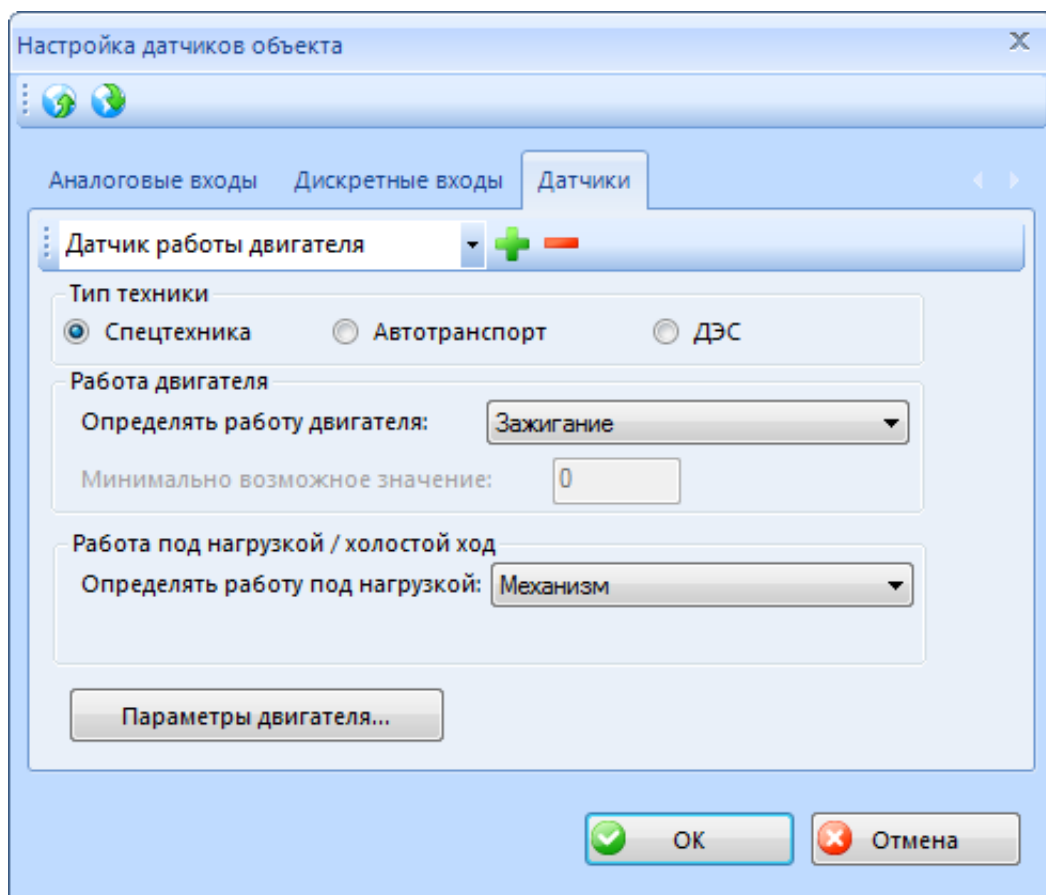 Настройка датчиков объекта
Аналоговые входы Дискретные входы Датчики
Датчик работы двигателя
Тип техники
Спецтехника Автотранспорт ДЭС
Работа двигателя
Определять работу двигателя: Зажигание
Минимально возможное значение: 0
Работа под нагрузкой / холостой ход
Определять работу под нагрузкой: Механизм
Параметры двигателя...
ОК Отмена